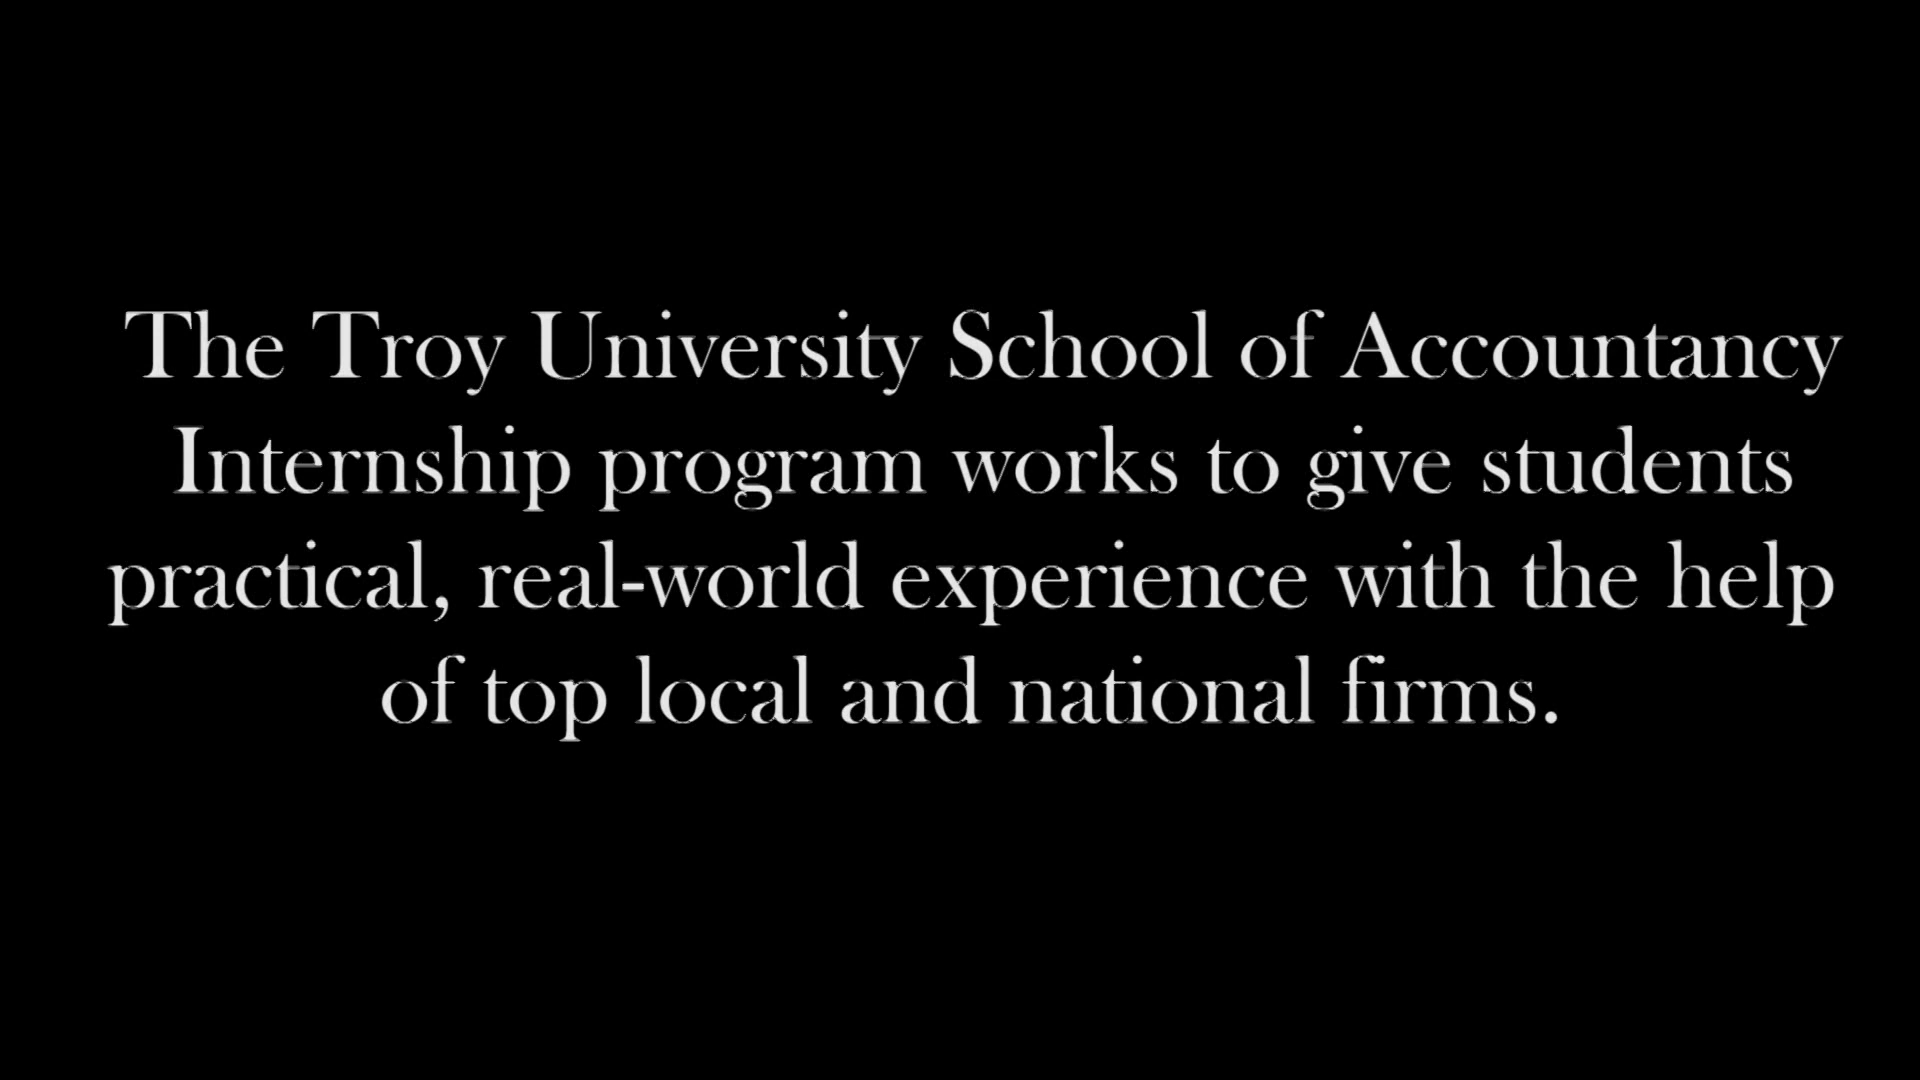 The Troy University School of Accountancy
Internship program works to give students
practical, real-world experience with the help
of top local and national firms.